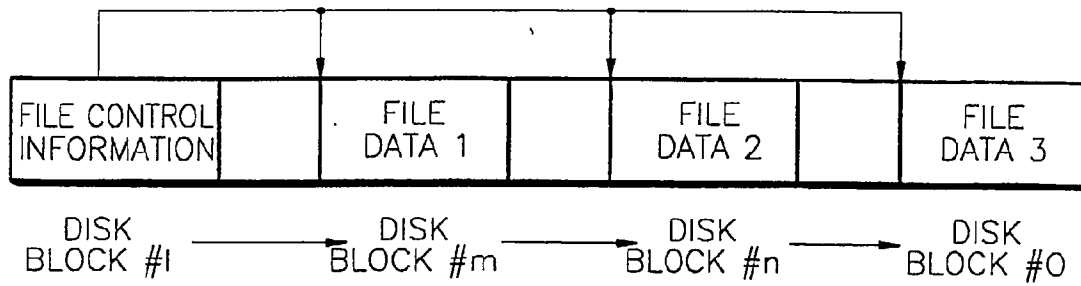 FILE CONTROL
INFORMATION
FILE
DATA 1
FILE
DATA 2
FILE
DATA 3
DISK
BLOCK #l
DISK
BLOCK #m
DISK
BLOCK #n
DISK
BLOCK #O